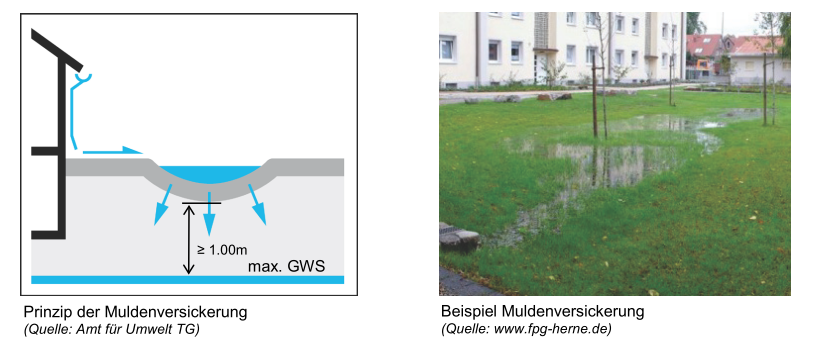 ≥ 1.00m
max. GWS
Prinzip der Muldenversickerung
(Quelle: Amt für Umwelt TG)
Beispiel Muldenversickerung
(Quelle: www.fpg-herne.de)